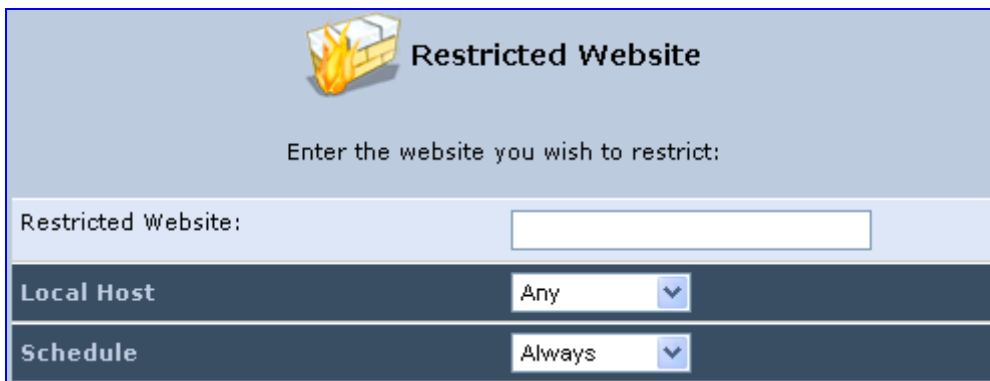 Restricted Website
Enter the website you wish to restrict:
Restricted Website:
Local Host Any
Schedule Always